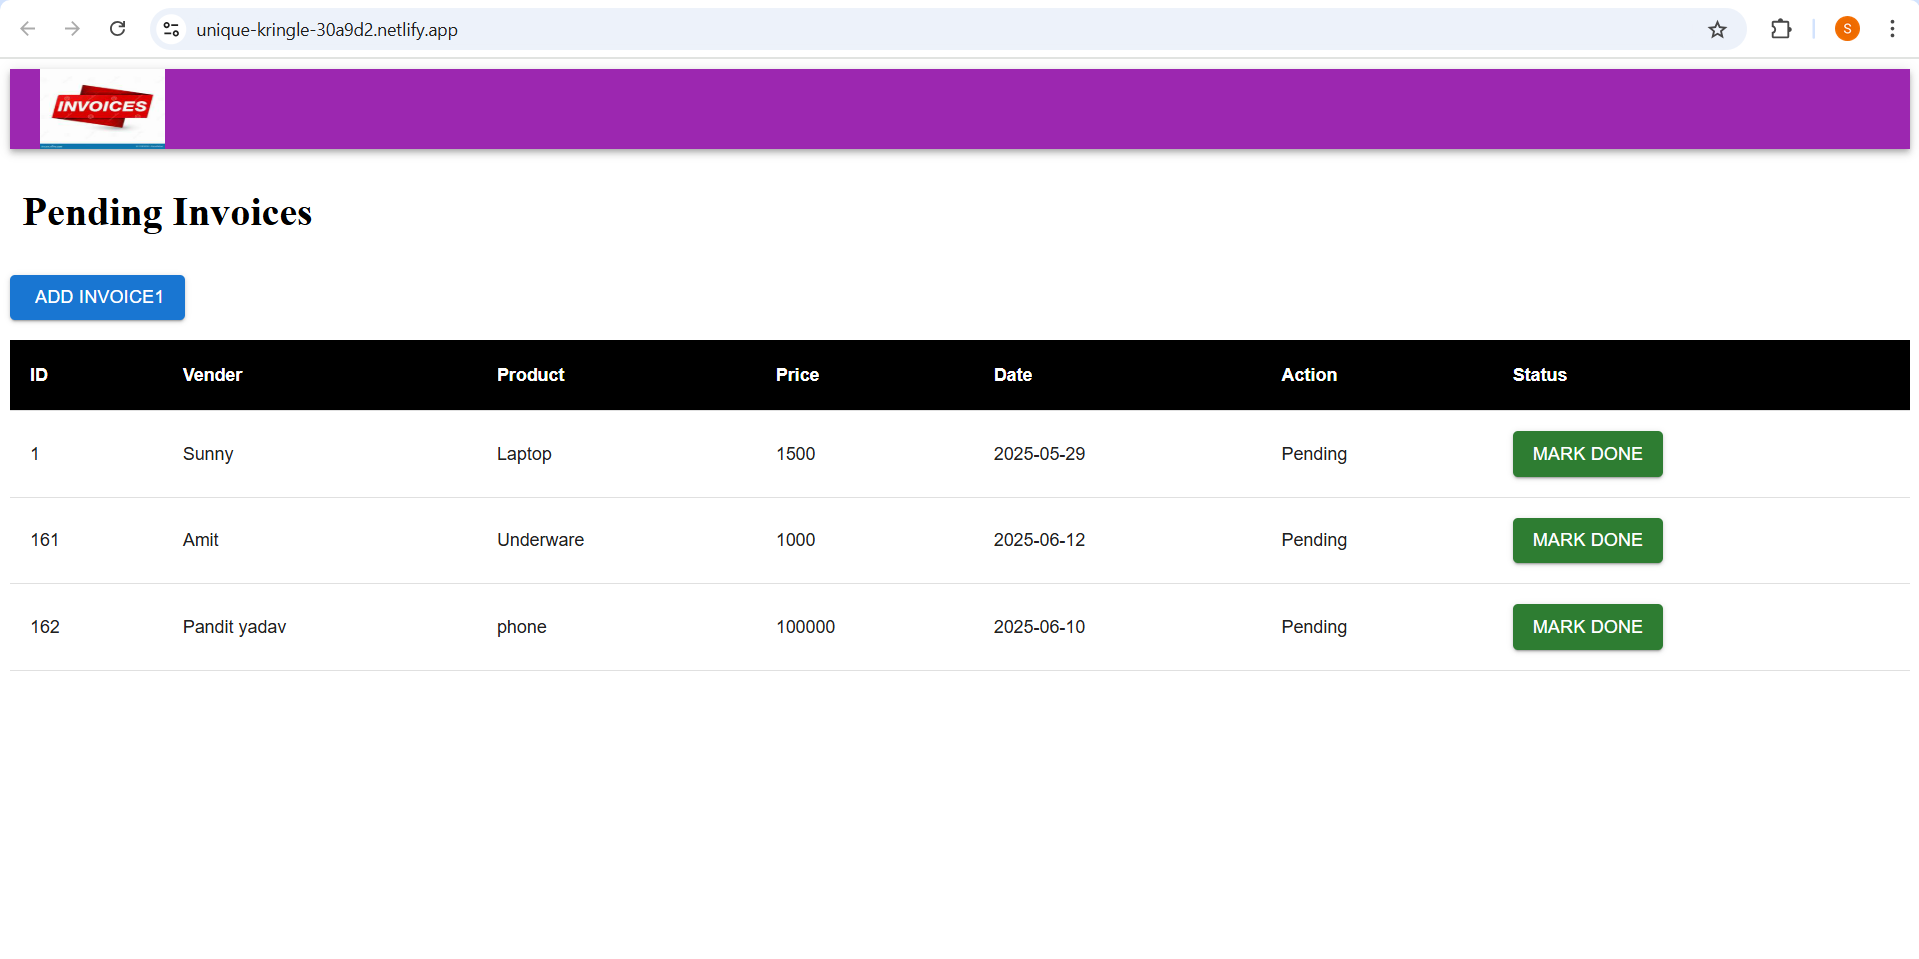 unique-kringle-30a9d2.netlify.app
S
INVOICES
Pending Invoices
ADD INVOICE1
ID Vender Product Price Date Action Status
1 Sunny Laptop 1500 2025-05-29 Pending MARK DONE
161 Amit Underware 1000 2025-06-12 Pending MARK DONE
162 Pandit yadav phone 100000 2025-06-10 Pending MARK DONE